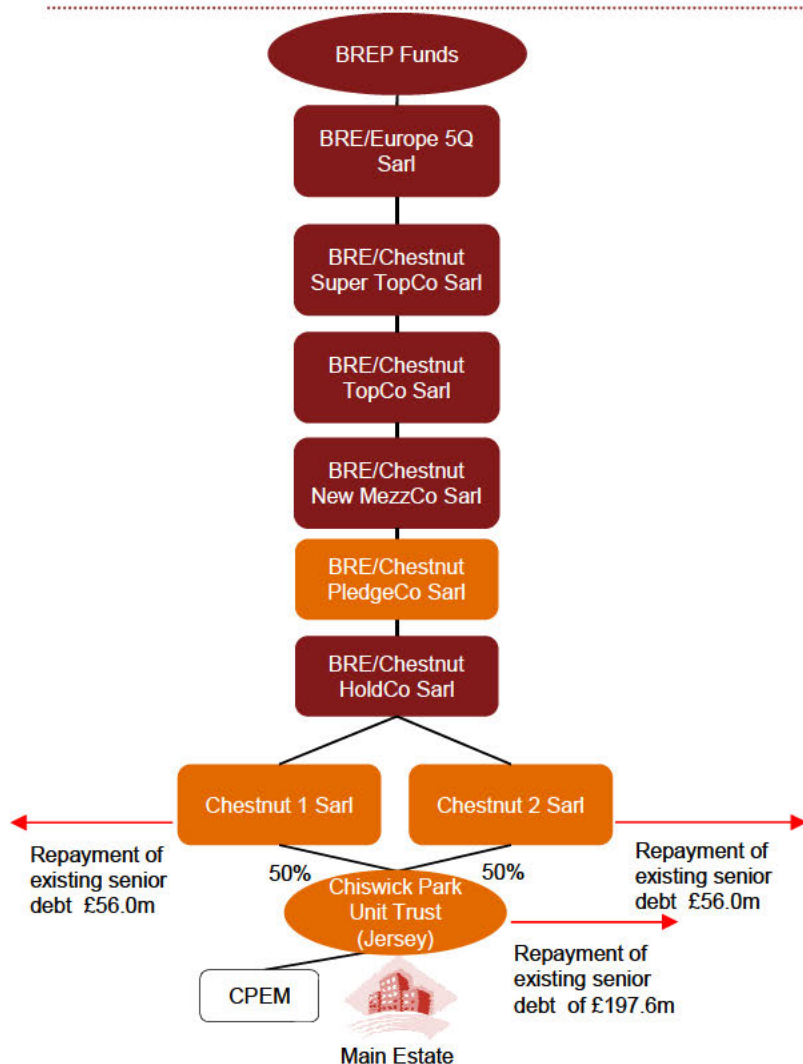 BREP Funds
BRE/Europe 5Q
Sarl
BRE/Chestnut
Super TopCo Sarl
BRE/Chestnut
TopCo Sarl
BRE/Chestnut
New MezzCo Sarl
BRE/Chestnut
PledgeCo Sarl
BRE/Chestnut
HoldCo Sarl
Chestnut 1 Sarl
Chestnut 2 Sarl
Repayment of
existing senior
debt £56.0m
50%
50%
Repayment of
existing senior
debt £56.0m
Chiswick Park
Unit Trust
(Jersey)
Repayment of
existing senior
debt of £197.6m
CPEM
Main Estate